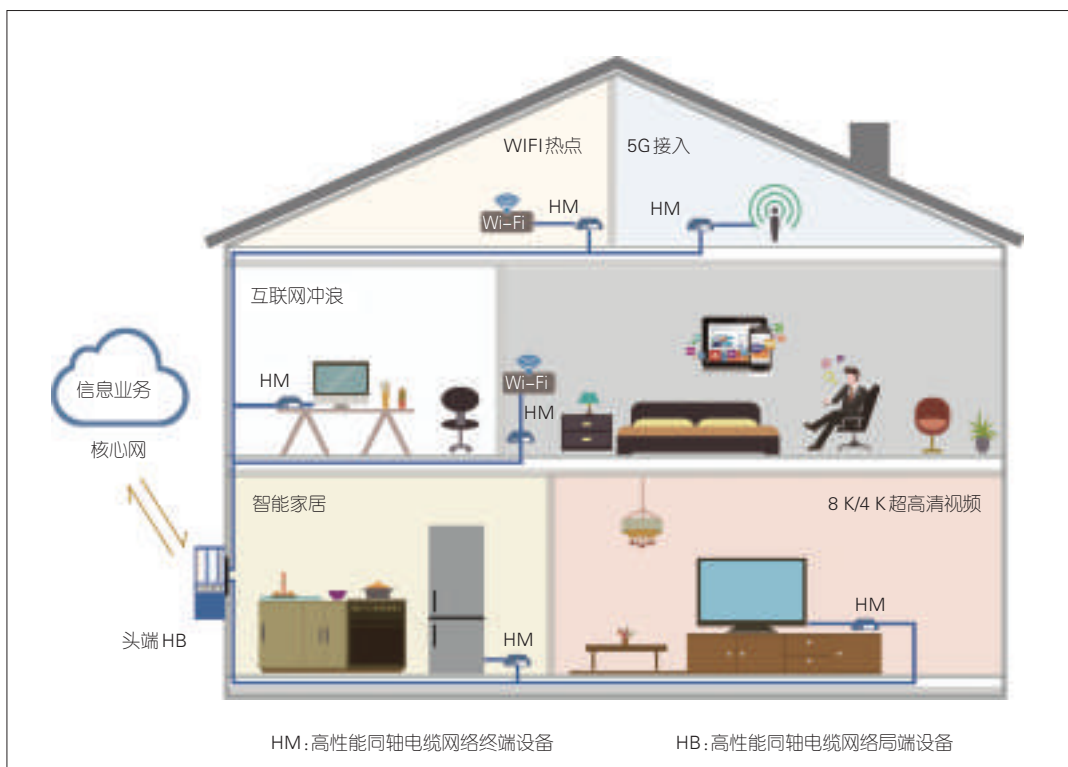 WIFI热点
5G接入
HM
HM
Wi-Fi
互联网冲浪
HM
Wi-Fi
HM
信息业务
核心网
智能家居
8 K/4 K超高清视频
HM
HM
头端HB
HM:高性能同轴电缆网络终端设备
HB:高性能同轴电缆网络局端设备